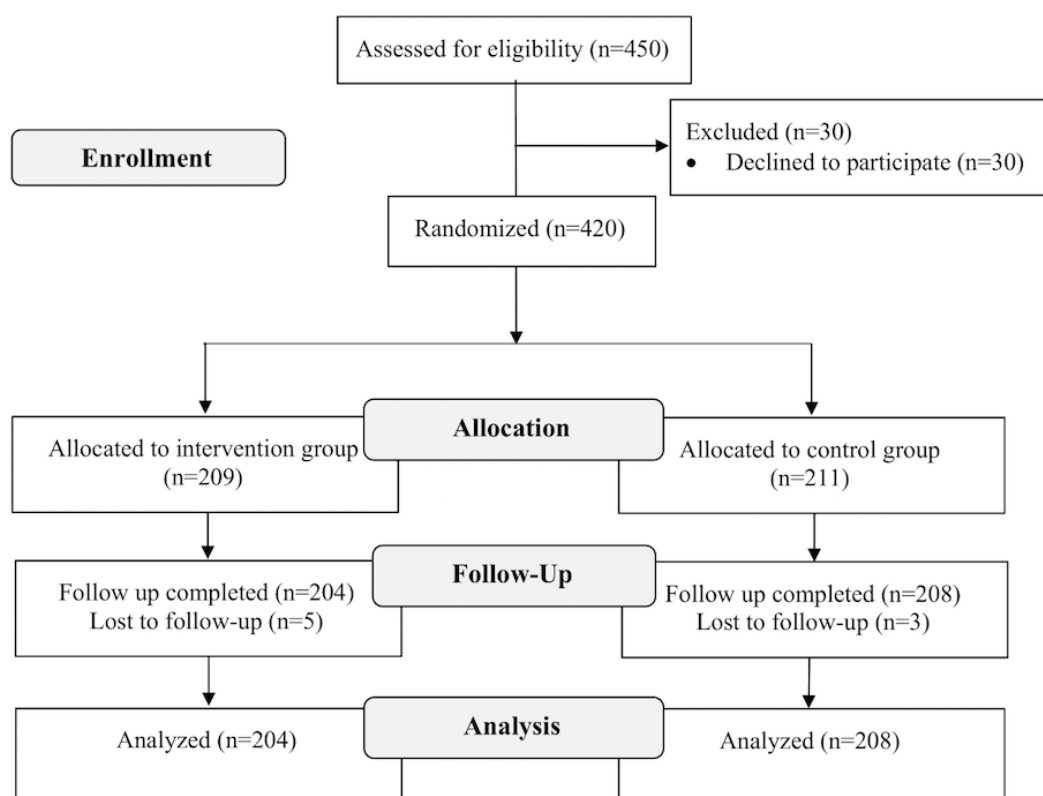 Assessed for eligibility (n=450)
Enrollment
Excluded (n=30)
• Declined to participate (n=30)
Randomized (n=420)
Allocation
Allocated to intervention group
(n=209)
Allocated to control group
(n=211)
Follow-Up
Follow up completed (n=204)
Lost to follow-up (n=5)
Follow up completed (n=208)
Lost to follow-up (n=3)
Analysis
Analyzed (n=204)
Analyzed (n=208)